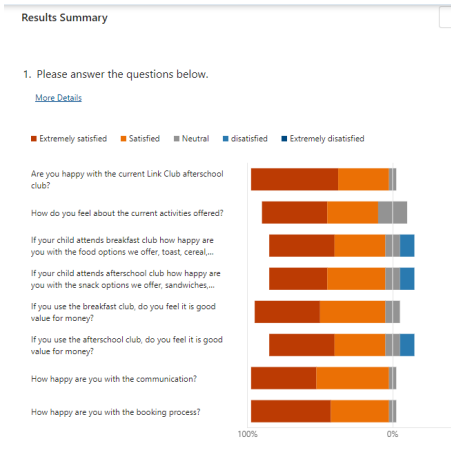 Results Summary
1. Please answer the questions below.
More Details
Extremely satisfied Satisfied Neutral disatisfied Extremely disatisfied
Are you happy with the current Link Club afterschool
club?
How do you feel about the current activities offered?
If your child attends breakfast club how happy are
you with the food options we offer, toast, cereal,...
If your child attends afterschool club how happy are
you with the snack options we offer, sandwiches,...
If you use the breakfast club, do you feel it is good
value for money?
If you use the afterschool club, do you feel it is good
value for money?
How happy are you with the communication?
How happy are you with the booking process?
100% 0%